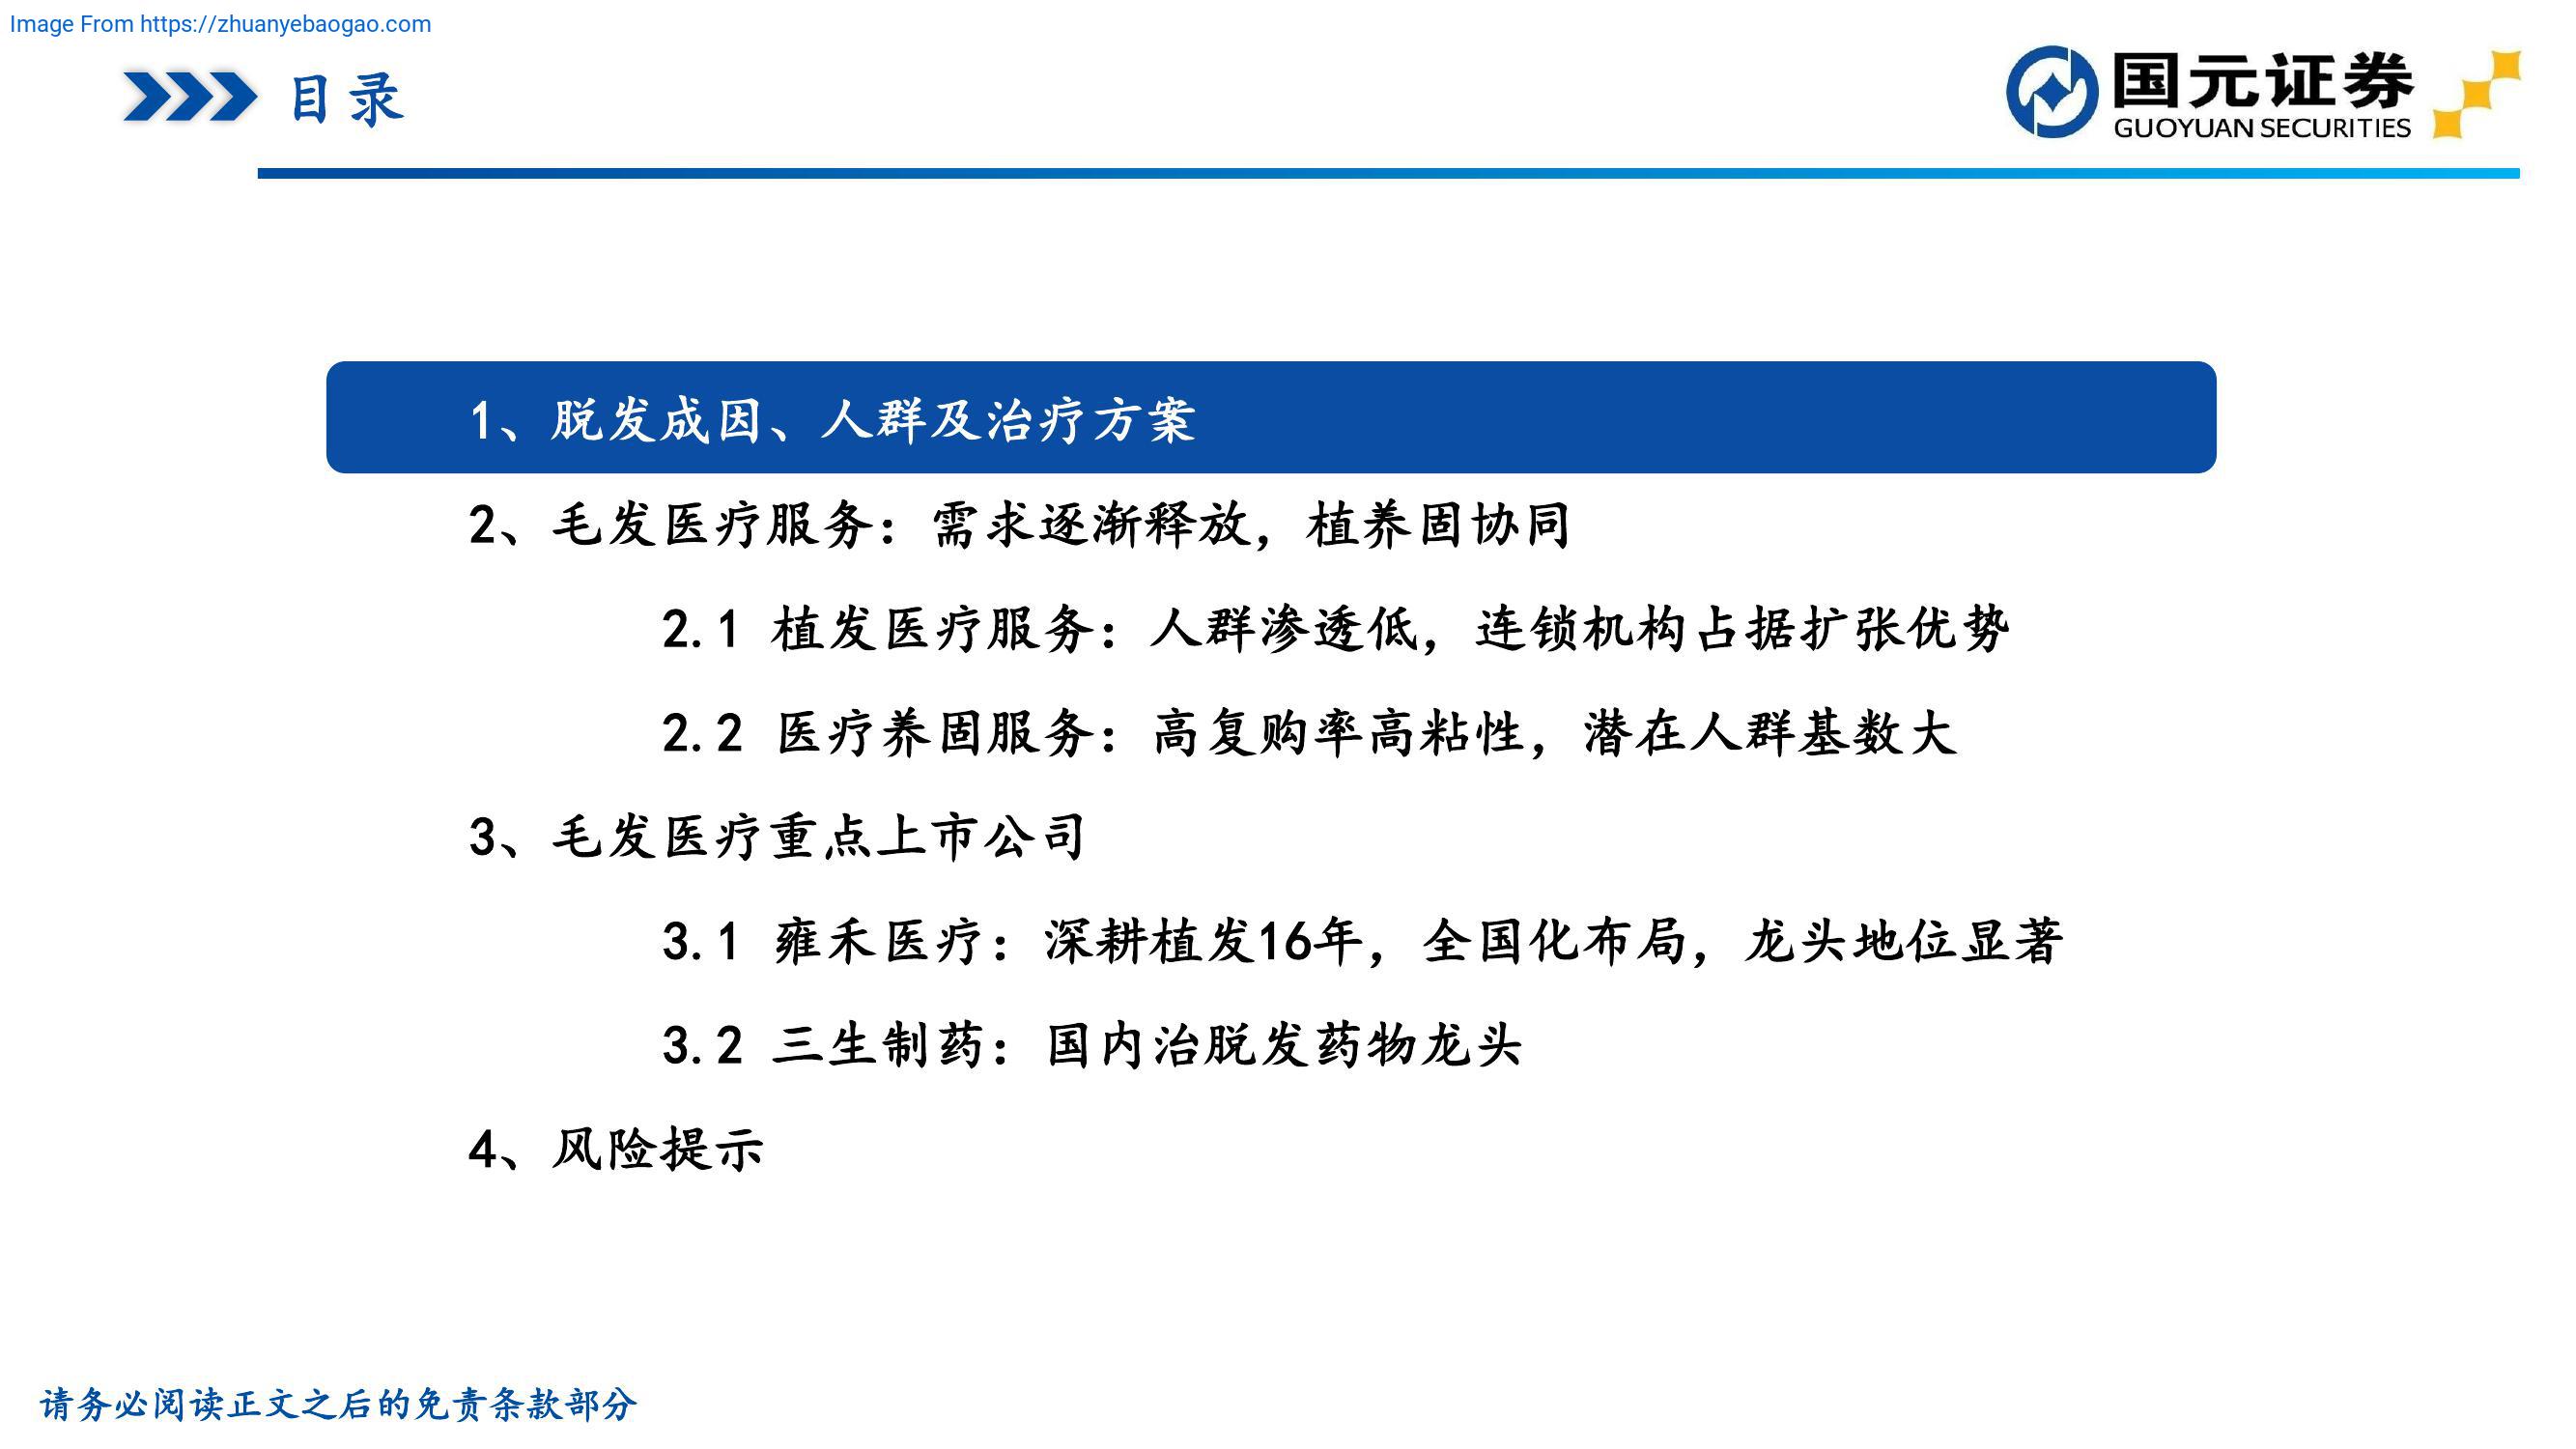 Image From https://zhuanyebaogao.com
目录
国元证券
GUOYUAN SECURITIES
1、脱发成因、人群及治疗方案
2、毛发医疗服务：需求逐渐释放，植养固协同
2.1 植发医疗服务：人群渗透低，连锁机构占据扩张优势
2.2 医疗养固服务：高复购率高粘性，潜在人群基数大
3、毛发医疗重点上市公司
3.1 雍禾医疗：深耕植发16年，全国化布局，龙头地位显著
3.2 三生制药：国内治脱发药物龙头
4、风险提示
请务必阅读正文之后的免责条款部分